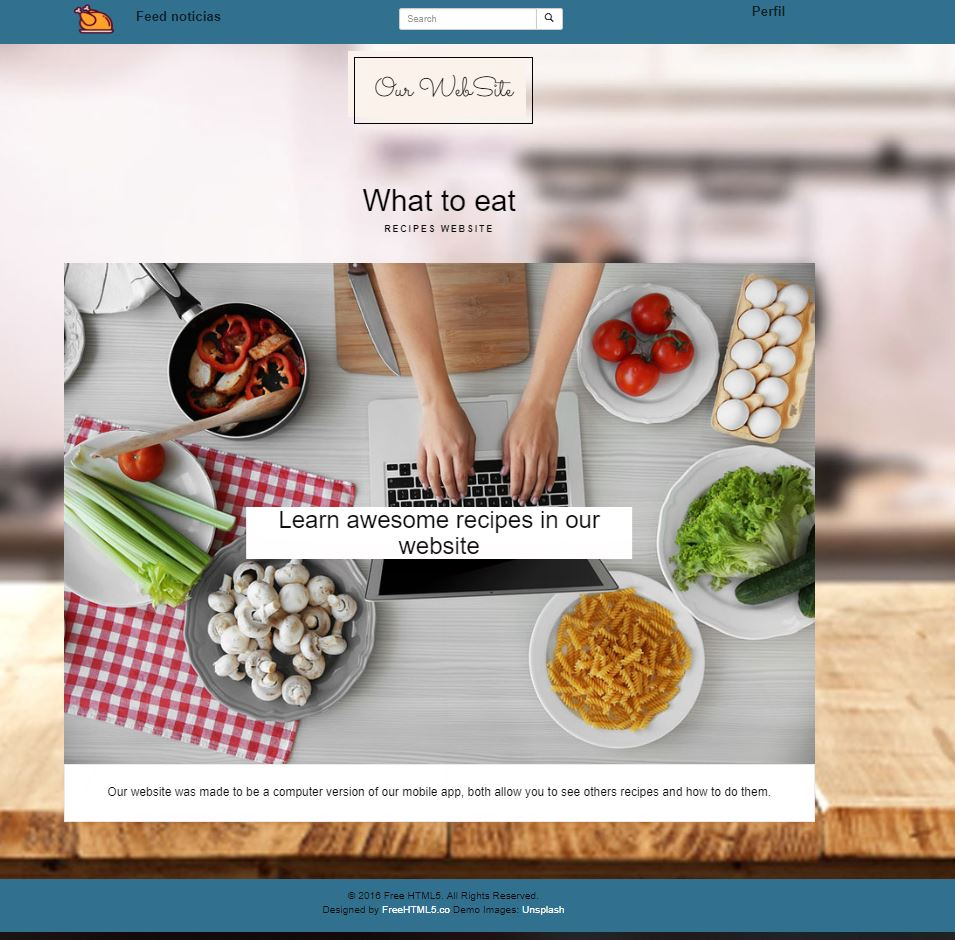 Feed noticias
Search
Perfil
Our WebSite
What to eat
RECIPES WEBSITE
Learn awesome recipes in our
website
Our website was made to be a computer version of our mobile app, both allow you to see others recipes and how to do them.
© 2016 Free HTML5. All Rights Reserved.
Designed by FreeHTML5.co Demo Images: Unsplash